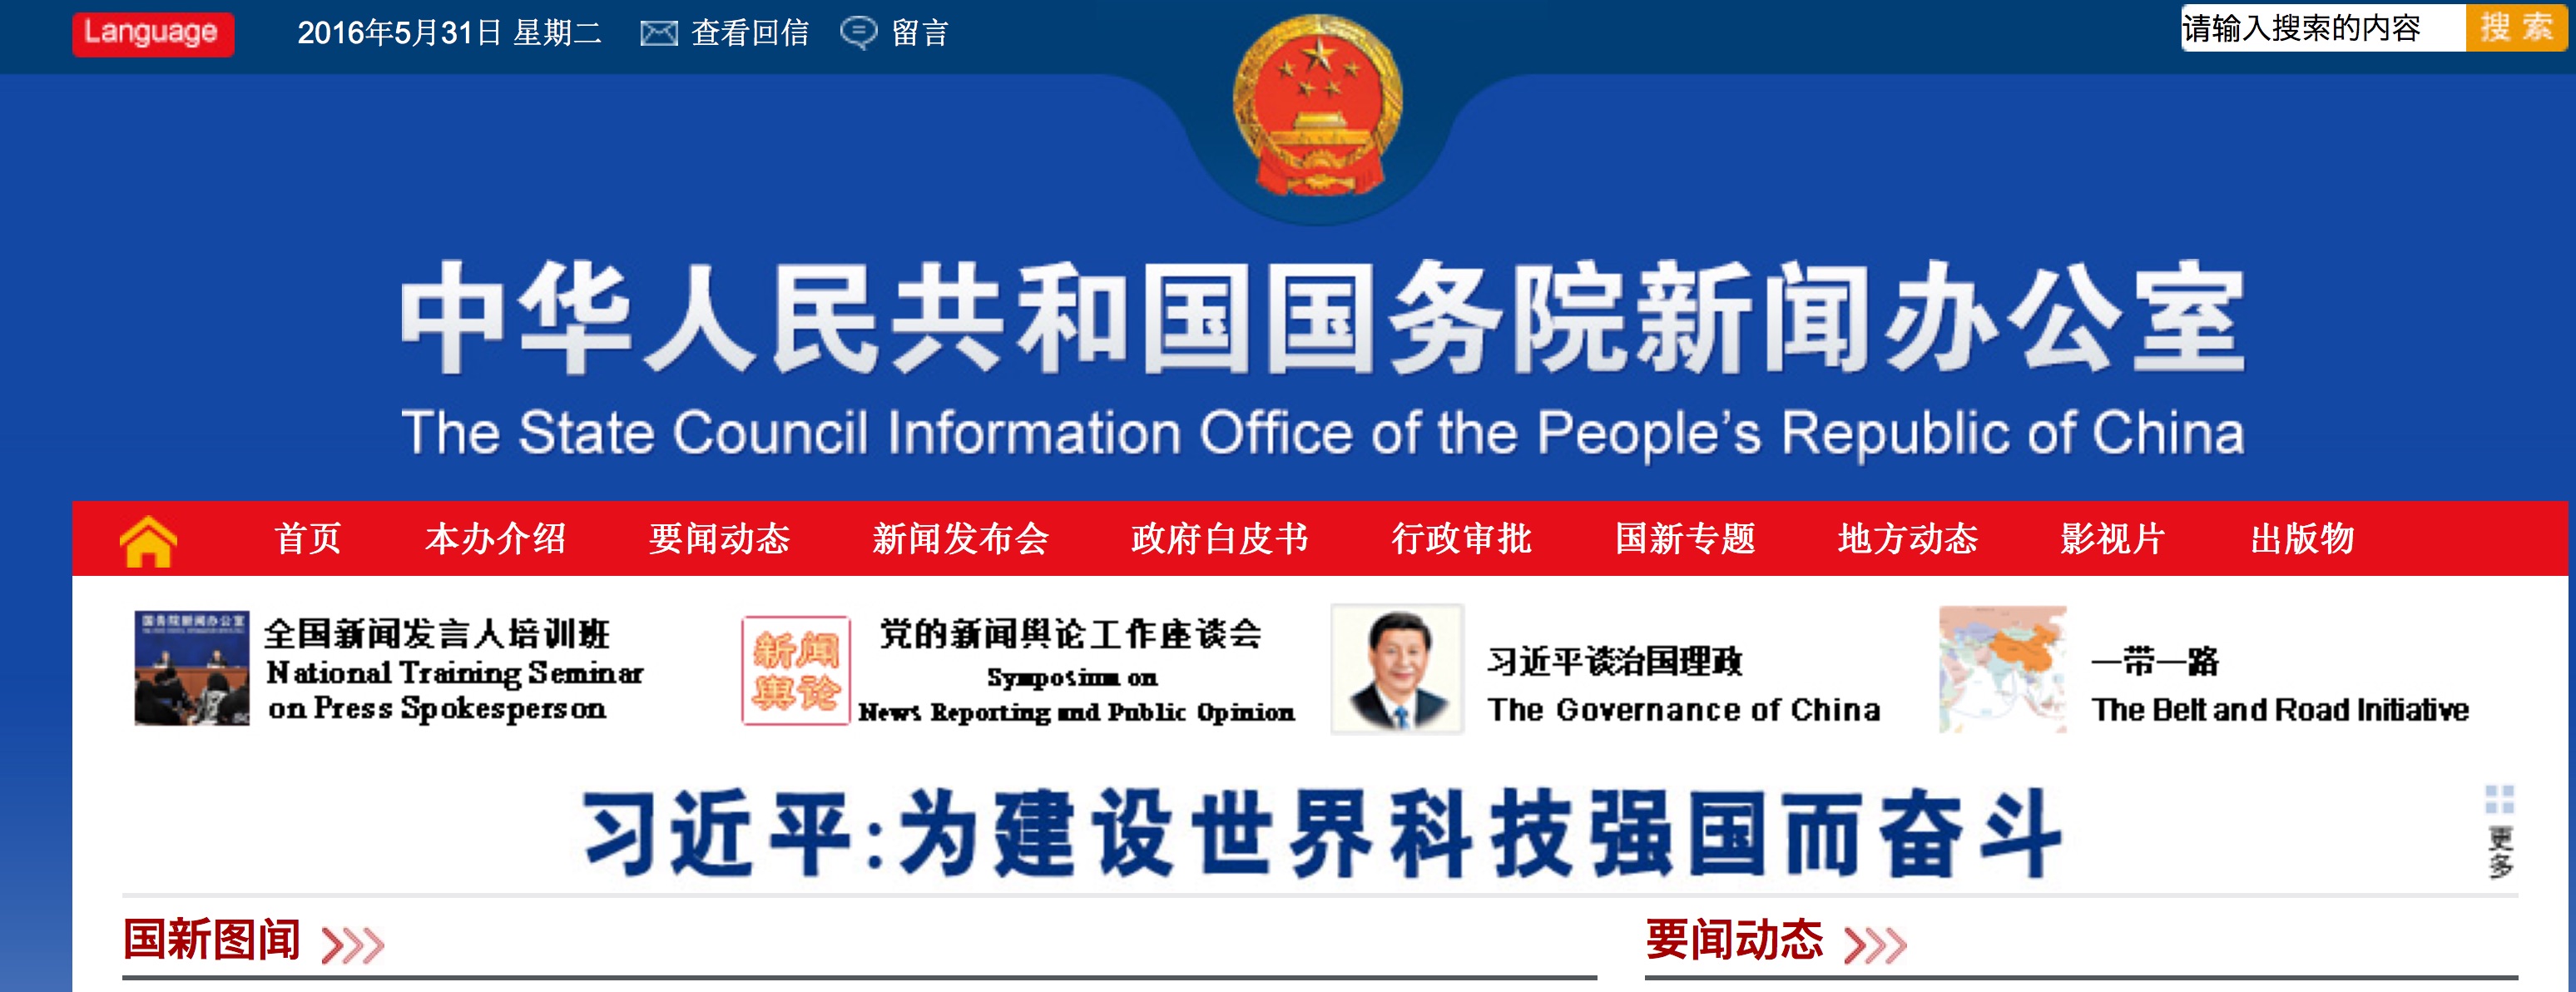 Language 2016年5月31日 星期二 查看回信 留言 请输入搜索的内容 搜索
中华人民共和国国务院新闻办公室
The State Council Information Office of the People's Republic of China
首页 本办介绍 要闻动态 新闻发布会 政府白皮书 行政审批 国新专题 地方动态 影视片 出版物
国务院新闻办公室
全国新闻发言人培训班
National Training Seminar
on Press Spokesperson
新闻
舆论
党的新闻舆论工作座谈会
Symposium on
News Reporting and Public Opinion
习近平谈治国理政
The Governance of China
一带一路
The Belt and Road Initiative
习近平:为建设世界科技强国而奋斗
更多
国新图闻
要闻动态